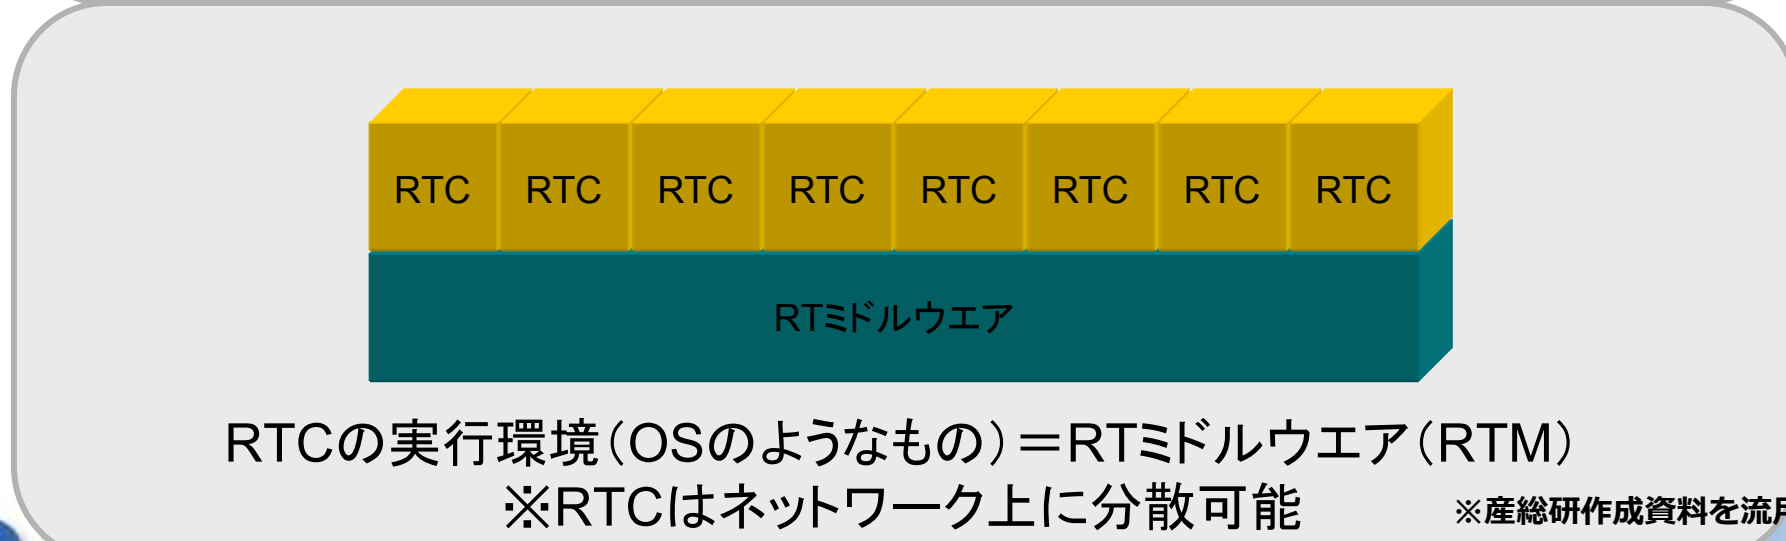 RTC RTC RTC RTC RTC RTC RTC RTC
RTミドルウエア
RTCの実行環境(OSのようなもの)=RTミドルウエア(RTM)
※RTCはネットワーク上に分散可能
※産総研作成資料を流用